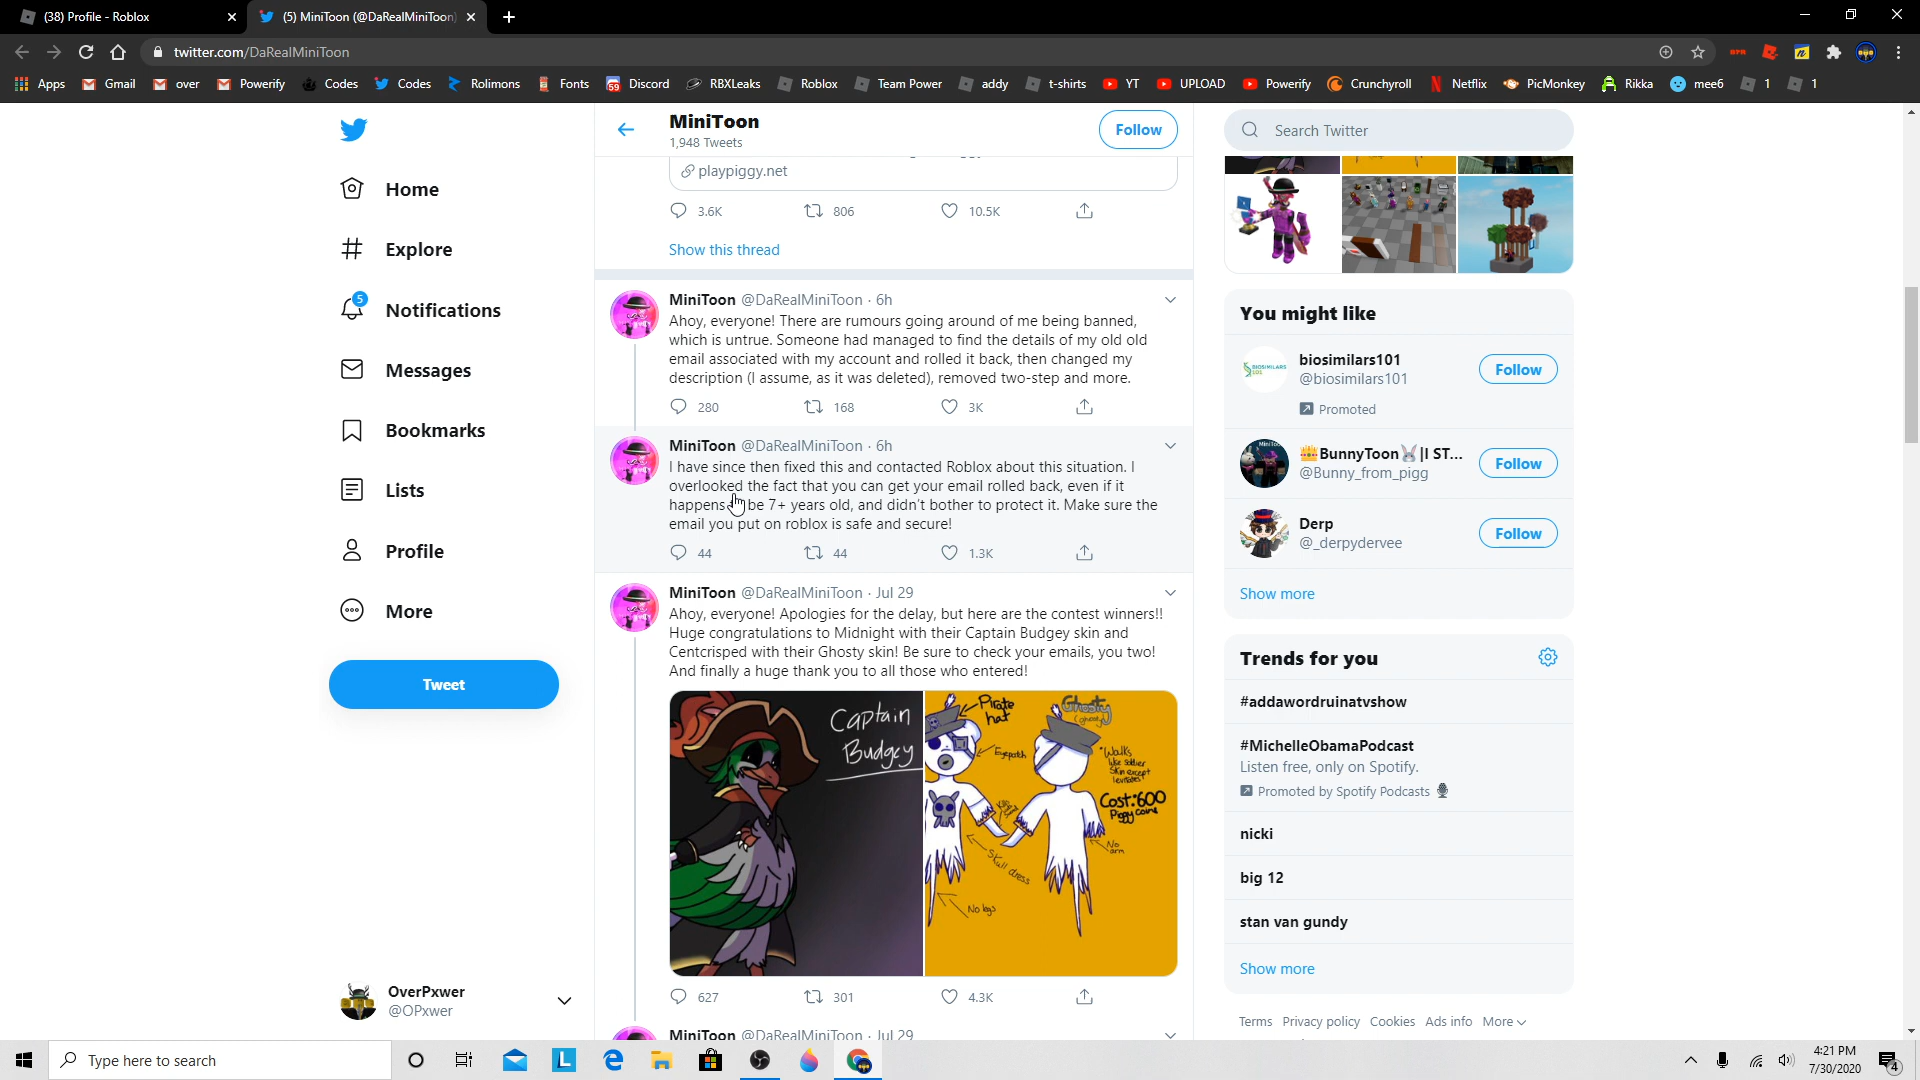 (38) Profile - Roblox
(5) MiniToon (@DaRealMiniToon)
twitter.com/DaRealMiniToon
Apps
Gmail
over
Powerify
Codes
Codes
Rolimons
Fonts
Discord
RBXLeaks
Roblox
Team Power
addy
t-shirts
YT
UPLOAD
Powerify
Crunchyroll
Netflix
PicMonkey
Rikka
mee6
1
1
Home
Explore
5
Notifications
Messages
Bookmarks
Lists
Profile
More
Tweet
OverPxwer
@OPxwer
MiniToon
1,948 Tweets
Follow
playpiggy.net
3.6K 806 10.5K
Show this thread
MiniToon @DaRealMiniToon · 6h
Ahoy, everyone! There are rumours going around of me being banned,
which is untrue. Someone had managed to find the details of my old old
email associated with my account and rolled it back, then changed my
description (I assume, as it was deleted), removed two-step and more.
280 168 3K
MiniToon @DaRealMiniToon · 6h
I have since then fixed this and contacted Roblox about this situation. I
overlooked the fact that you can get your email rolled back, even if it
happens be 7+ years old, and didn't bother to protect it. Make sure the
email you put on roblox is safe and secure!
44 44 1.3K
MiniToon @DaRealMiniToon · Jul 29
Ahoy, everyone! Apologies for the delay, but here are the contest winners!!
Huge congratulations to Midnight with their Captain Budgey skin and
Centcrisped with their Ghosty skin! Be sure to check your emails, you two!
And finally a huge thank you to all those who entered!
Captain
Budgey
Pirate
hat
Ghosty
(ghosty)
Eyepatch
*Walks
like soldier
skin except
levitates*
Cost:600
Piggy coins
No
arm
Skull dress
No legs
627 301 4.3K
MiniToon @DaRealMiniToon · Jul 29
Search Twitter
You might like
biosimilars101
@biosimilars101
Promoted
Follow
BunnyToon |I ST...
@Bunny_from_pigg
Follow
Derp
@_derpydervee
Follow
Show more
Trends for you
#addawordruinatvshow
#MichelleObamaPodcast
Listen free, only on Spotify.
Promoted by Spotify Podcasts
nicki
big 12
stan van gundy
Show more
Terms Privacy policy Cookies Ads info More
Type here to search
4:21 PM
7/30/2020
4